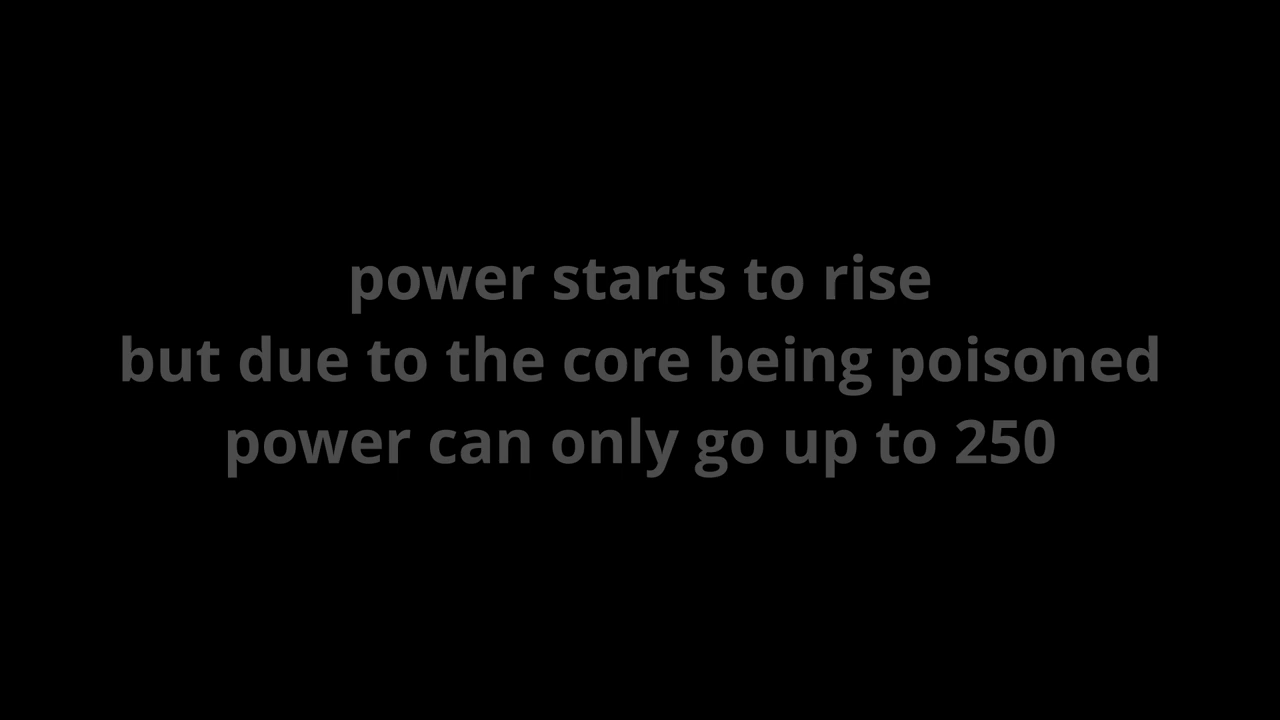 power starts to rise
but due to the core being poisoned
power can only go up to 250